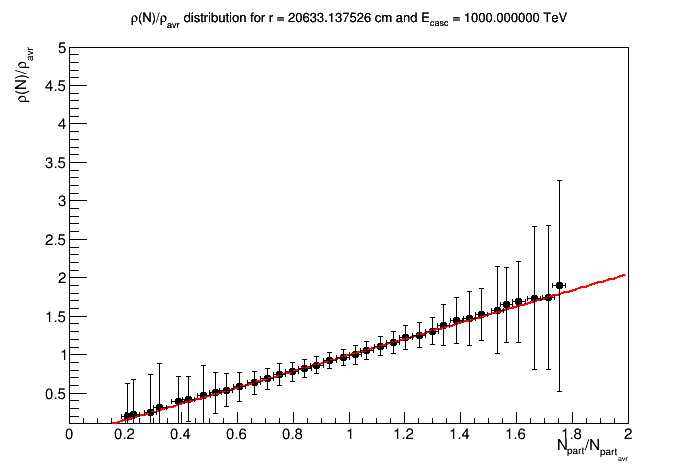 ρ(N)/ρavr distribution for r = 20633.137526 cm and Ecasc = 1000.000000 TeV
ρ(N)/ρavr
5
4.5
4
3.5
3
2.5
2
1.5
1
0.5
0 0.2 0.4 0.6 0.8 1 1.2 1.4 1.6 1.8 2
Npart/Npartavr